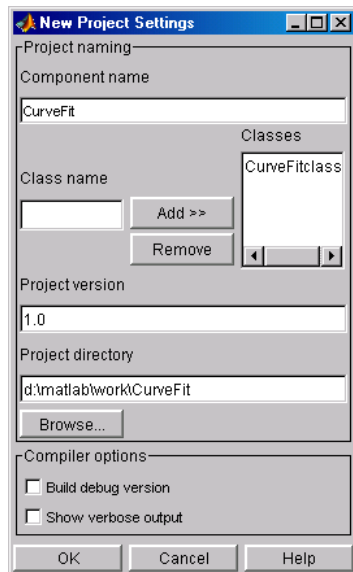 New Project Settings
Project naming
Component name
CurveFit
Classes
CurveFitclass
Class name
Add >>
Remove
Project version
1.0
Project directory
d:\matlab\work\CurveFit
Browse...
Compiler options
Build debug version
Show verbose output
OK Cancel Help